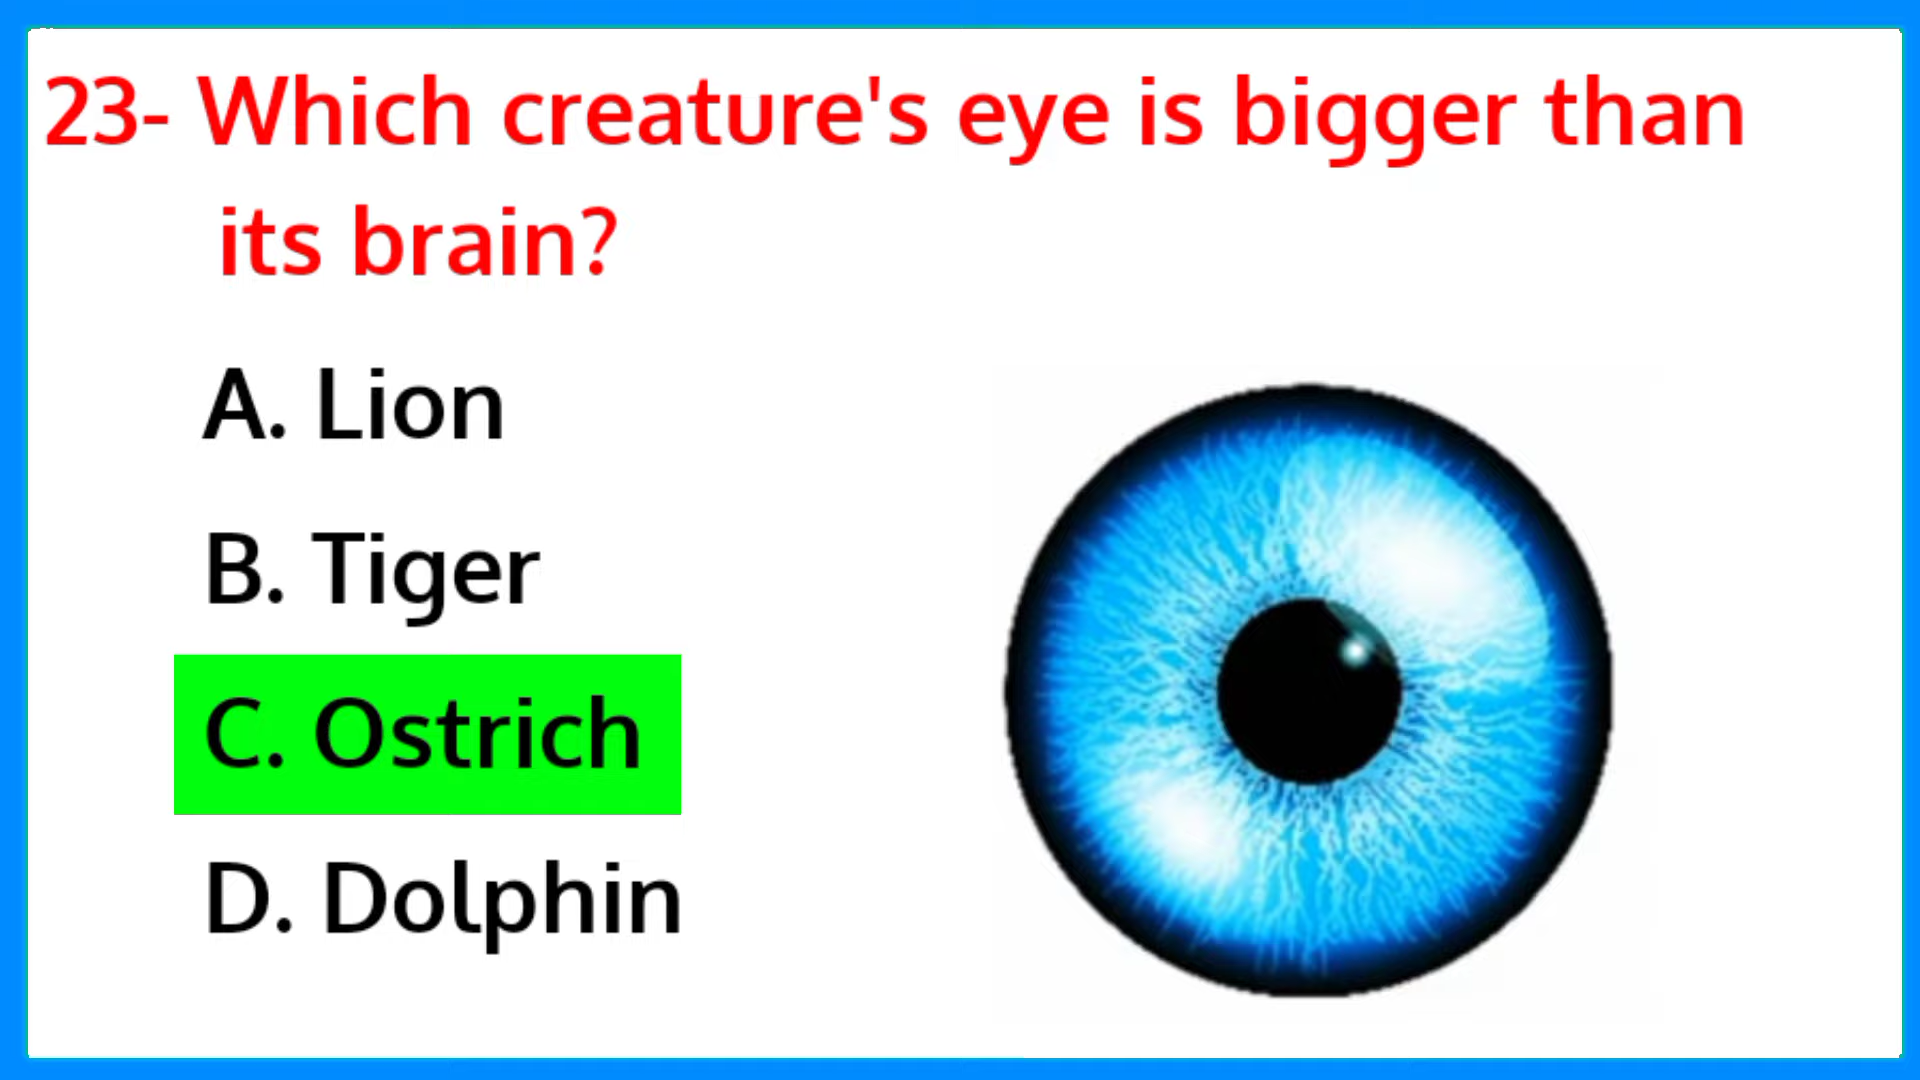 23- Which creature's eye is bigger than
its brain?
A. Lion
B. Tiger
C. Ostrich
D. Dolphin